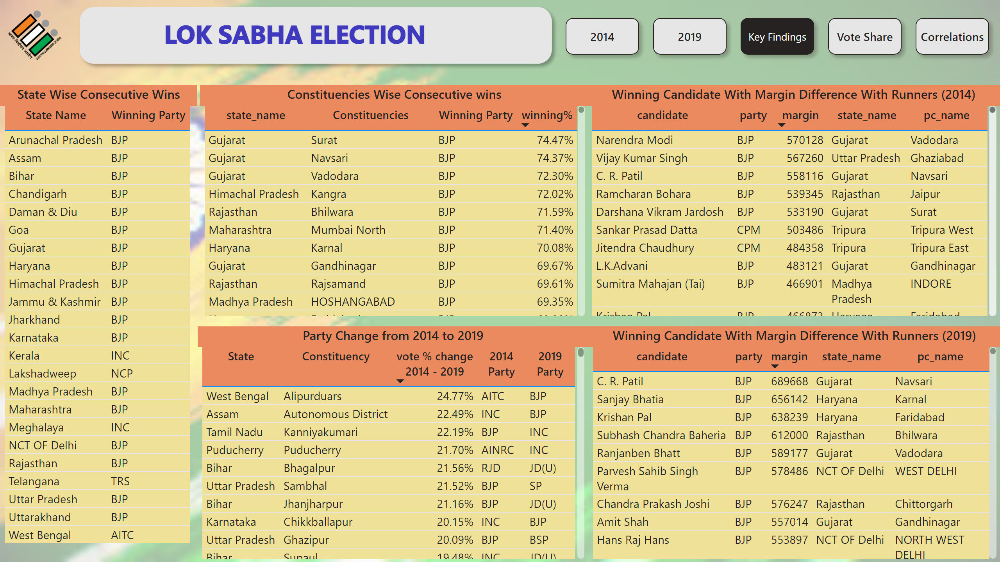 भारत निर्वाचन आयोग
ELECTION COMMISSION OF INDIA
LOK SABHA ELECTION
2014
2019
Key Findings
Vote Share
Correlations
State Wise Consecutive Wins
State Name Winning Party
Arunachal Pradesh BJP
Assam BJP
Bihar BJP
Chandigarh BJP
Daman & Diu BJP
Goa BJP
Gujarat BJP
Haryana BJP
Himachal Pradesh BJP
Jammu & Kashmir BJP
Jharkhand BJP
Karnataka BJP
Kerala INC
Lakshadweep NCP
Madhya Pradesh BJP
Maharashtra BJP
Meghalaya INC
NCT OF Delhi BJP
Rajasthan BJP
Telangana TRS
Uttar Pradesh BJP
Uttarakhand BJP
West Bengal AITC
Constituencies Wise Consecutive wins
state_name Constituencies Winning Party winning%
Gujarat Surat BJP 74.47%
Gujarat Navsari BJP 74.37%
Gujarat Vadodara BJP 72.30%
Himachal Pradesh Kangra BJP 72.02%
Rajasthan Bhilwara BJP 71.59%
Maharashtra Mumbai North BJP 71.40%
Haryana Karnal BJP 70.08%
Gujarat Gandhinagar BJP 69.67%
Rajasthan Rajsamand BJP 69.61%
Madhya Pradesh HOSHANGABAD BJP 69.35%
Winning Candidate With Margin Difference With Runners (2014)
candidate party margin state_name pc_name
Narendra Modi BJP 570128 Gujarat Vadodara
Vijay Kumar Singh BJP 567260 Uttar Pradesh Ghaziabad
C. R. Patil BJP 558116 Gujarat Navsari
Ramcharan Bohara BJP 539345 Rajasthan Jaipur
Darshana Vikram Jardosh BJP 533190 Gujarat Surat
Sankar Prasad Datta CPM 503486 Tripura Tripura West
Jitendra Chaudhury CPM 484358 Tripura Tripura East
L.K.Advani BJP 483121 Gujarat Gandhinagar
Sumitra Mahajan (Tai) BJP 466901 Madhya INDORE
Pradesh
Krishan Pal BJP 466873 Haryana Faridabad
Party Change from 2014 to 2019
State Constituency vote % change 2014 2019
2014 - 2019 Party Party
West Bengal Alipurduars 24.77% AITC BJP
Assam Autonomous District 22.49% INC BJP
Tamil Nadu Kanniyakumari 22.19% BJP INC
Puducherry Puducherry 21.70% AINRC INC
Bihar Bhagalpur 21.56% RJD JD(U)
Uttar Pradesh Sambhal 21.52% BJP SP
Bihar Jhanjharpur 21.16% BJP JD(U)
Karnataka Chikkballapur 20.15% INC BJP
Uttar Pradesh Ghazipur 20.09% BJP BSP
Bihar Supaul 19.48% INC JD(U)
Winning Candidate With Margin Difference With Runners (2019)
candidate party margin state_name pc_name
C. R. Patil BJP 689668 Gujarat Navsari
Sanjay Bhatia BJP 656142 Haryana Karnal
Krishan Pal BJP 638239 Haryana Faridabad
Subhash Chandra Baheria BJP 612000 Rajasthan Bhilwara
Ranjanben Bhatt BJP 589177 Gujarat Vadodara
Parvesh Sahib Singh BJP 578486 NCT OF Delhi WEST DELHI
Verma
Chandra Prakash Joshi BJP 576247 Rajasthan Chittorgarh
Amit Shah BJP 557014 Gujarat Gandhinagar
Hans Raj Hans BJP 553897 NCT OF Delhi NORTH WEST
DELHI